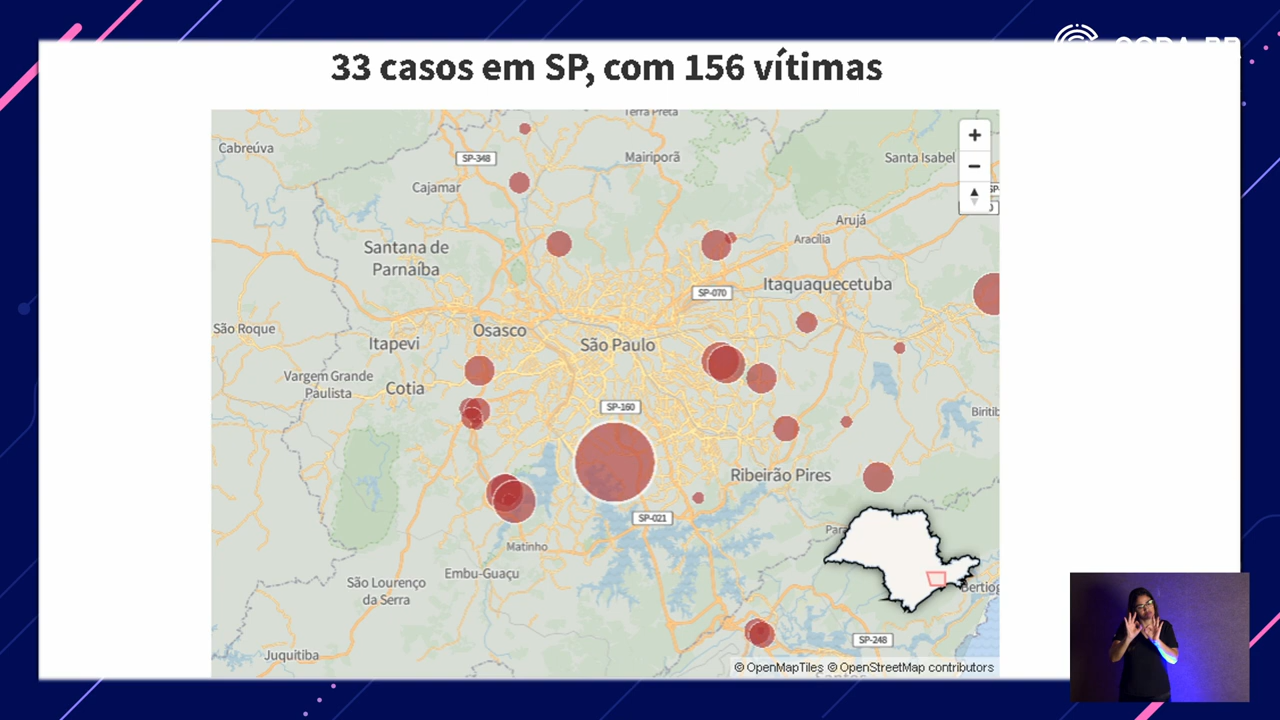 33 casos em SP, com 156 vítimas
Terra Preta
Cabreúva
SP-348
Mairiporã
Santa Isabel
Cajamar
Arujá
Santana de
Parnaíba
Aracília
Itaquaquecetuba
SP-070
São Roque
Osasco
Itapevi
São Paulo
Vargem Grande
Paulista
Cotia
SP-160
Ribeirão Pires
SP-021
Matinho
Embu-Guaçu
São Lourenço
da Serra
SP-248
Juquitiba
© OpenMapTiles © OpenStreetMap contributors